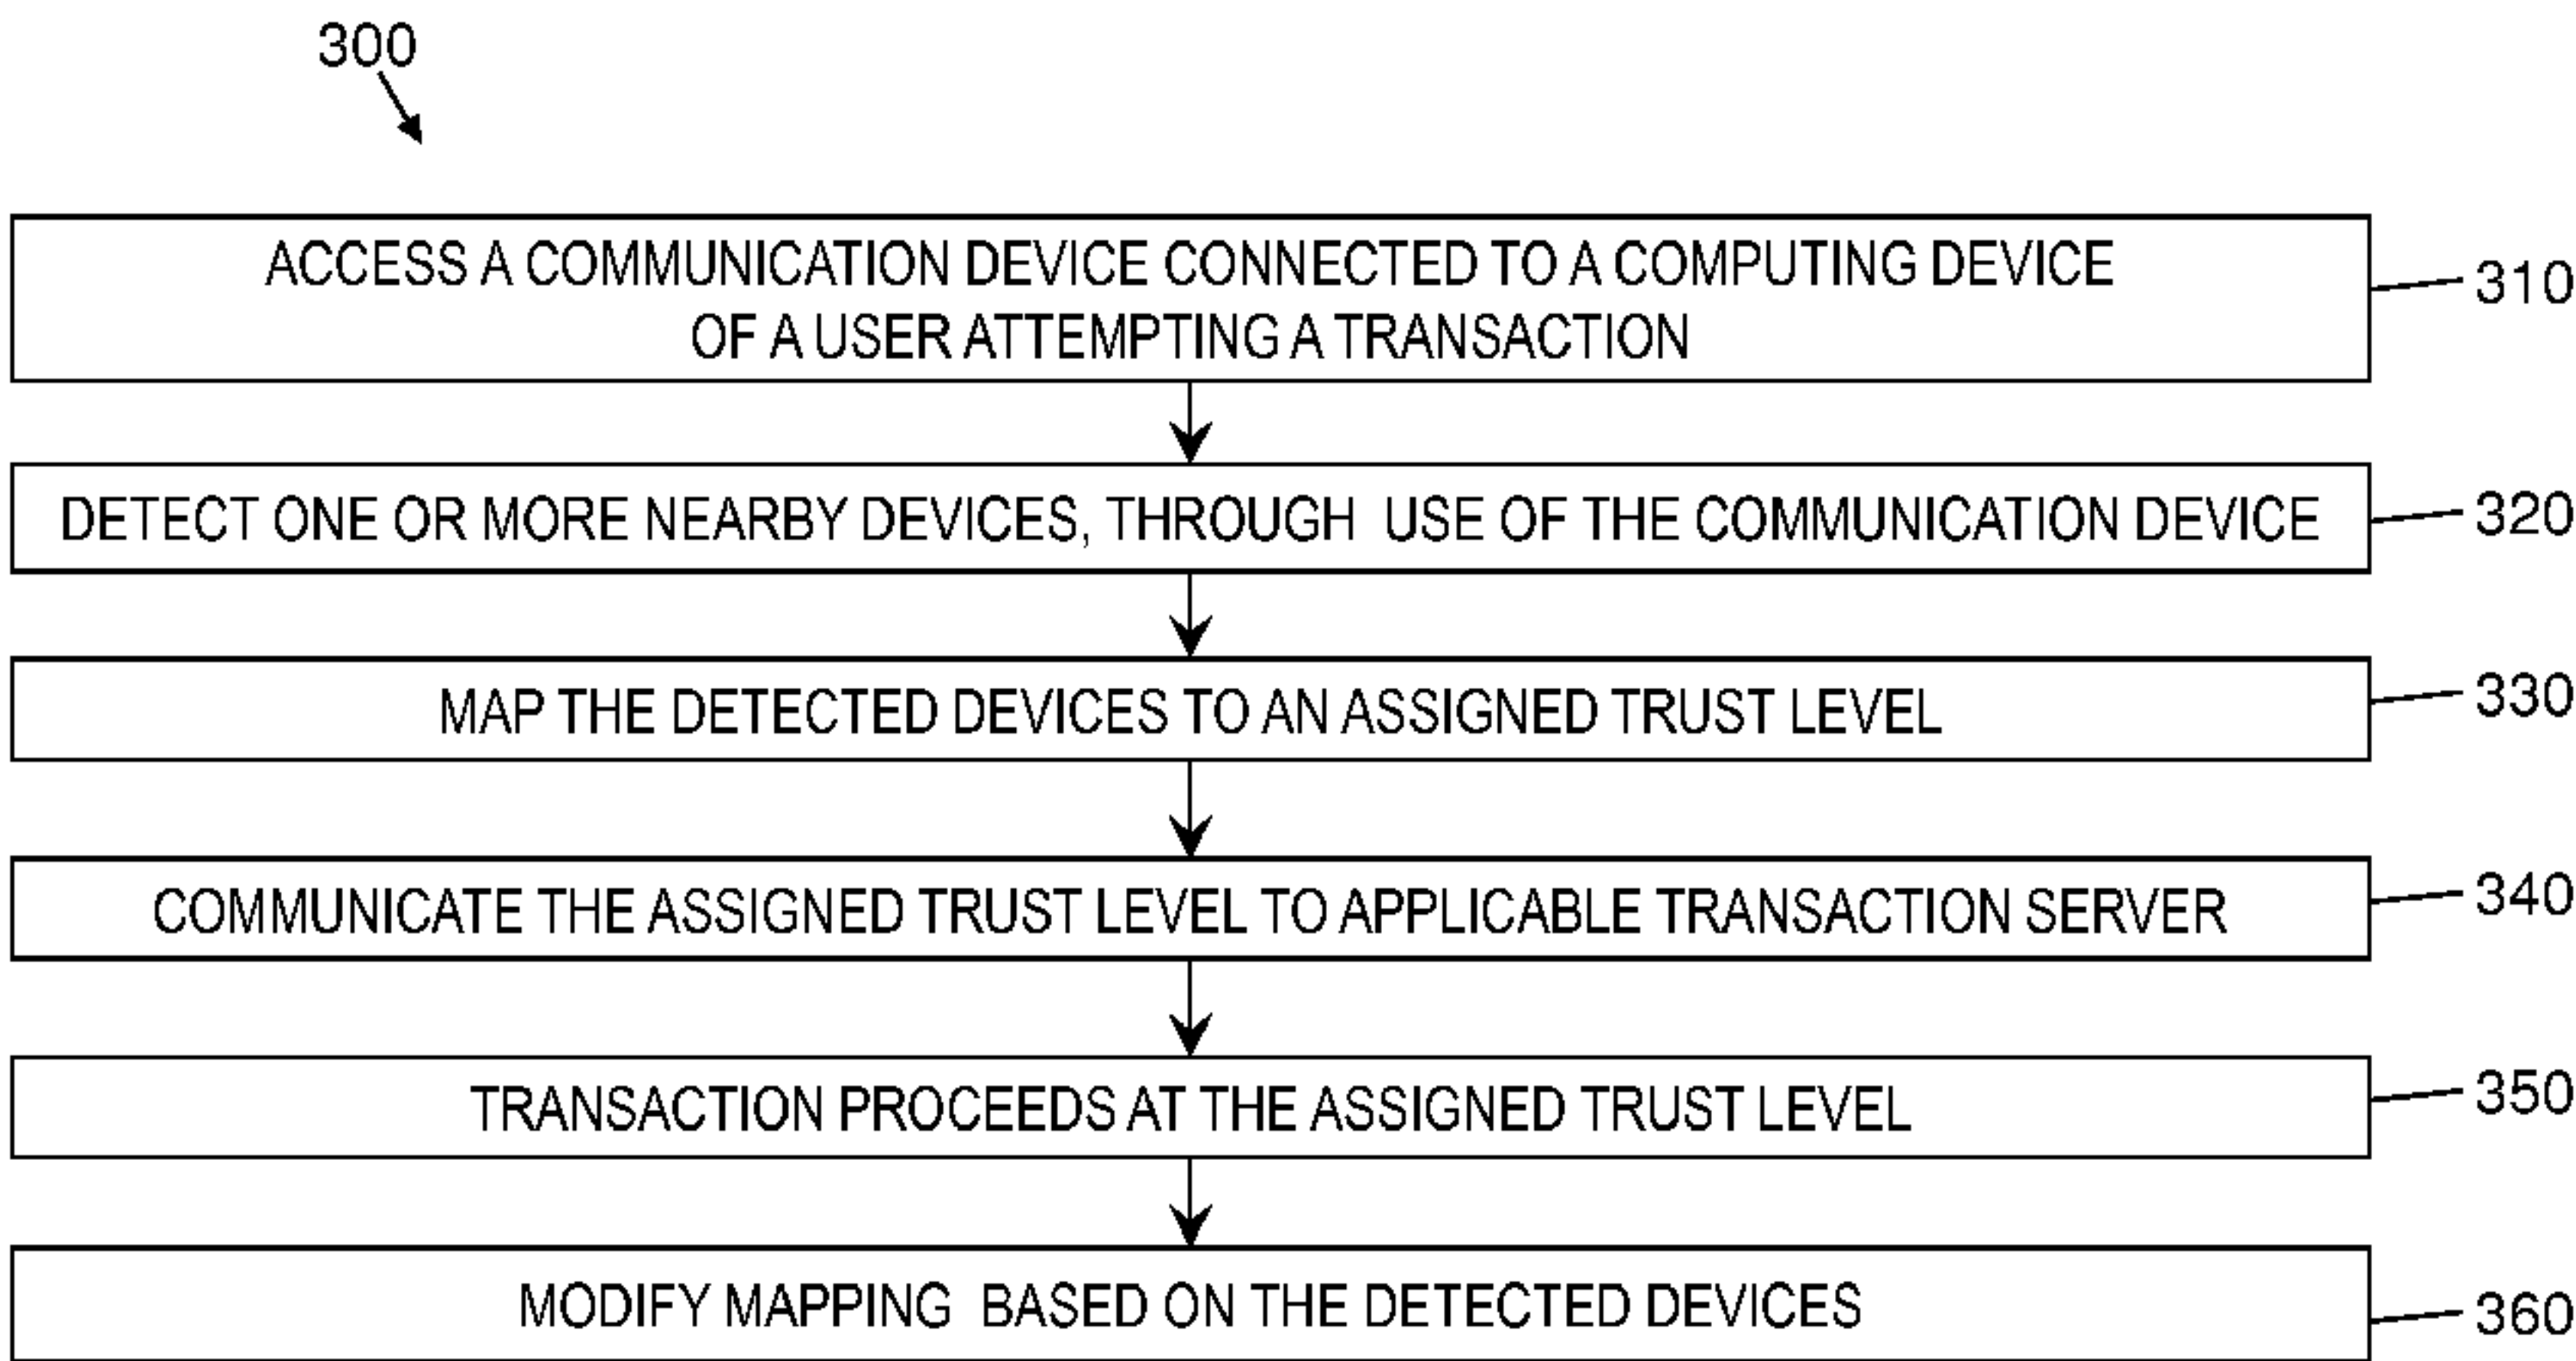 300
ACCESS A COMMUNICATION DEVICE CONNECTED TO A COMPUTING DEVICE
OF A USER ATTEMPTING A TRANSACTION
310
DETECT ONE OR MORE NEARBY DEVICES, THROUGH USE OF THE COMMUNICATION DEVICE
320
MAP THE DETECTED DEVICES TO AN ASSIGNED TRUST LEVEL
330
COMMUNICATE THE ASSIGNED TRUST LEVEL TO APPLICABLE TRANSACTION SERVER
340
TRANSACTION PROCEEDS AT THE ASSIGNED TRUST LEVEL
350
MODIFY MAPPING BASED ON THE DETECTED DEVICES
360